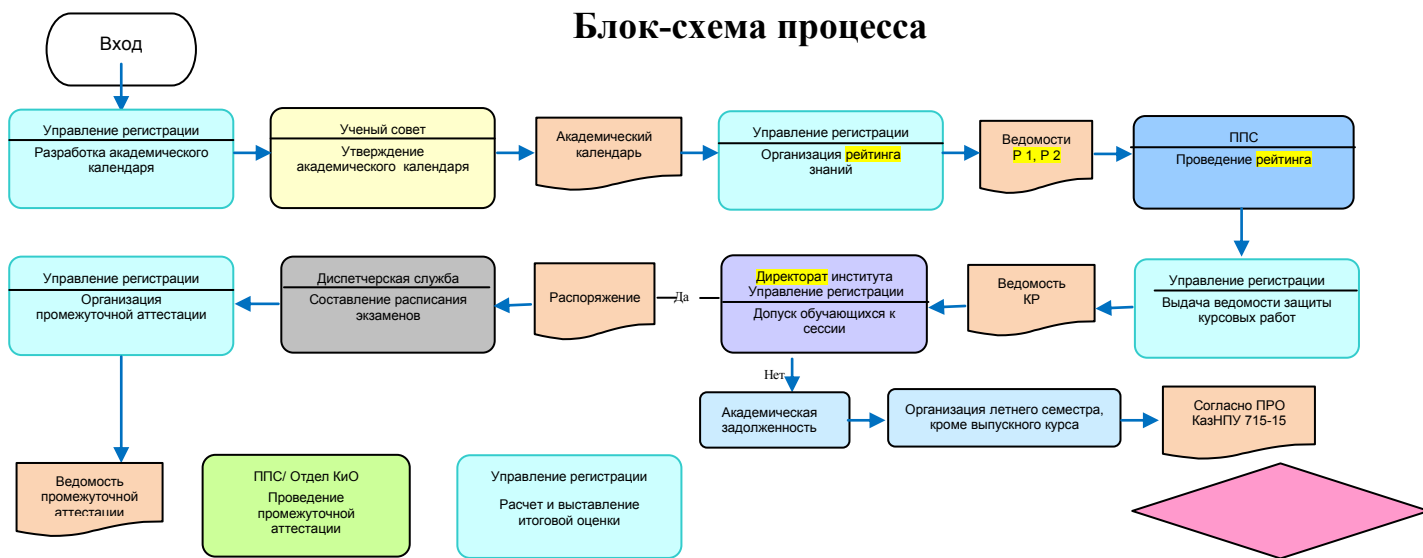 Блок-схема процесса
Вход
Управление регистрации
Разработка академического
календаря
Ученый совет
Утверждение
академического календаря
Академический
календарь
Управление регистрации
Организация рейтинга
знаний
Ведомости
Р 1, Р 2
ППС
Проведение рейтинга
Управление регистрации
Организация
промежуточной аттестации
Диспетчерская служба
Составление расписания
экзаменов
Распоряжение
Да
Директорат института
Управление регистрации
Допуск обучающихся к
сессии
Ведомость
КР
Управление регистрации
Выдача ведомости защиты
курсовых работ
Нет
Академическая
задолженность
Организация летнего семестра,
кроме выпускного курса
Согласно ПРО
КазНПУ 715-15
Ведомость
промежуточной
аттестации
ППС/ Отдел КиО
Проведение
промежуточной
аттестации
Управление регистрации
Расчет и выставление
итоговой оценки